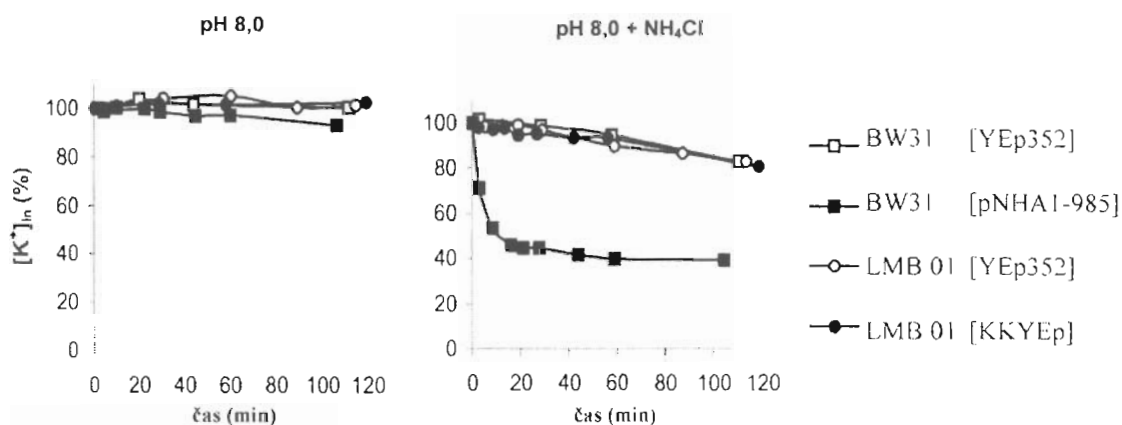 pH 8,0
pH 8,0 + NH₄Cl
[K⁺]in (%)
100
80
60
40
20
0
0 20 40 60 80 100 120
čas (min)
100
80
60
40
20
0
0 20 40 60 80 100 120
čas (min)
BW31 [YEp352]
BW31 [pNHA1-985]
LMB 01 [YEp352]
LMB 01 [KKYEp]